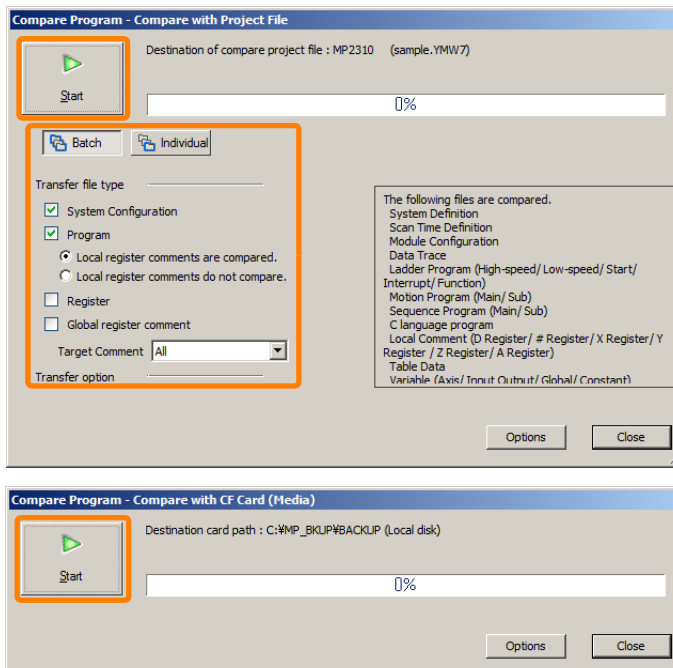 Compare Program - Compare with Project File
Destination of compare project file : MP2310 (sample.YMW7)
Start
0%
Batch
Individual
Transfer file type
System Configuration
Program
Local register comments are compared.
Local register comments do not compare.
Register
Global register comment
Target Comment All
Transfer option
The following files are compared.
System Definition
Scan Time Definition
Module Configuration
Data Trace
Ladder Program (High-speed/ Low-speed/ Start/
Interrupt/ Function)
Motion Program (Main/ Sub)
Sequence Program (Main/ Sub)
C language program
Local Comment (D Register/ # Register/ X Register/ Y
Register / Z Register/ A Register)
Table Data
Variable (Axis/ Input Output/ Global/ Constant)
Options
Close
Compare Program - Compare with CF Card (Media)
Destination card path : C:¥MP_BKUP¥BACKUP (Local disk)
Start
0%
Options
Close